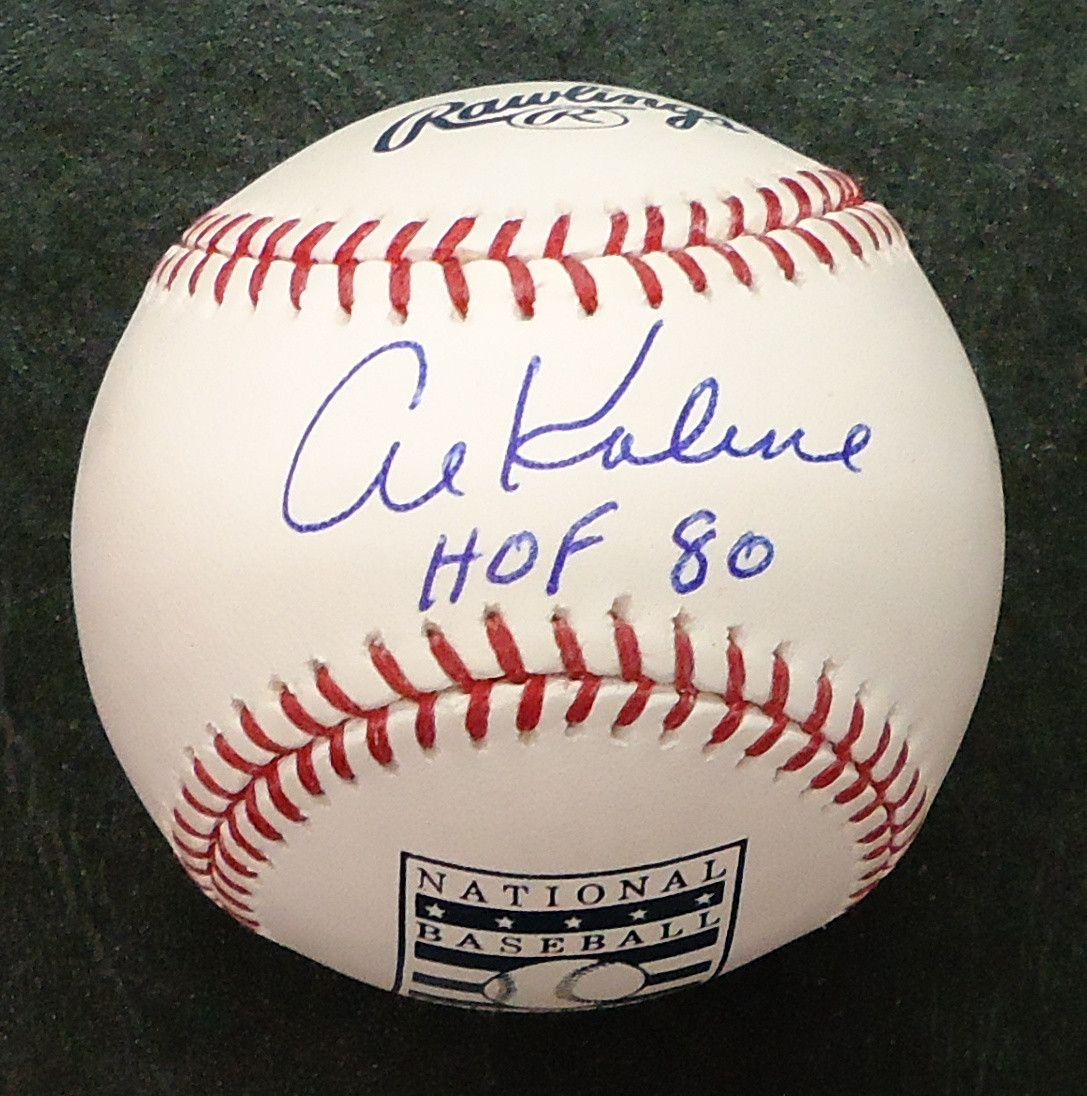 Rawlings
R
Al Kaline
HOF 80
NATIONAL
BASEBALL